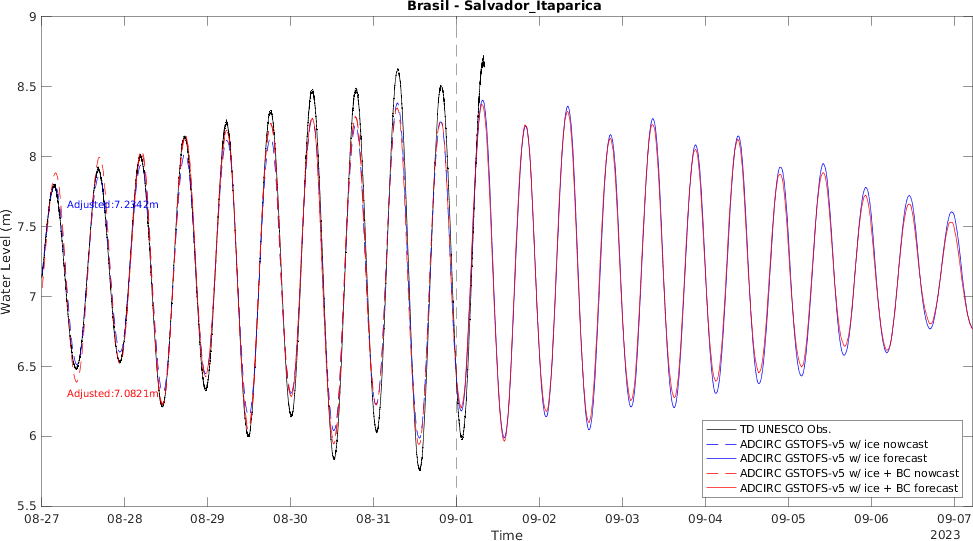 Brasil - Salvador_Itaparica
Water Level (m)
9
8.5
8
7.5
7
6.5
6
5.5
Adjusted:7.2342m
Adjusted:7.0821m
TD UNESCO Obs.
ADCIRC GSTOFS-v5 w/ ice nowcast
ADCIRC GSTOFS-v5 w/ ice forecast
ADCIRC GSTOFS-v5 w/ ice + BC nowcast
ADCIRC GSTOFS-v5 w/ ice + BC forecast
08-27 08-28 08-29 08-30 08-31 09-01 09-02 09-03 09-04 09-05 09-06 09-07
Time
2023